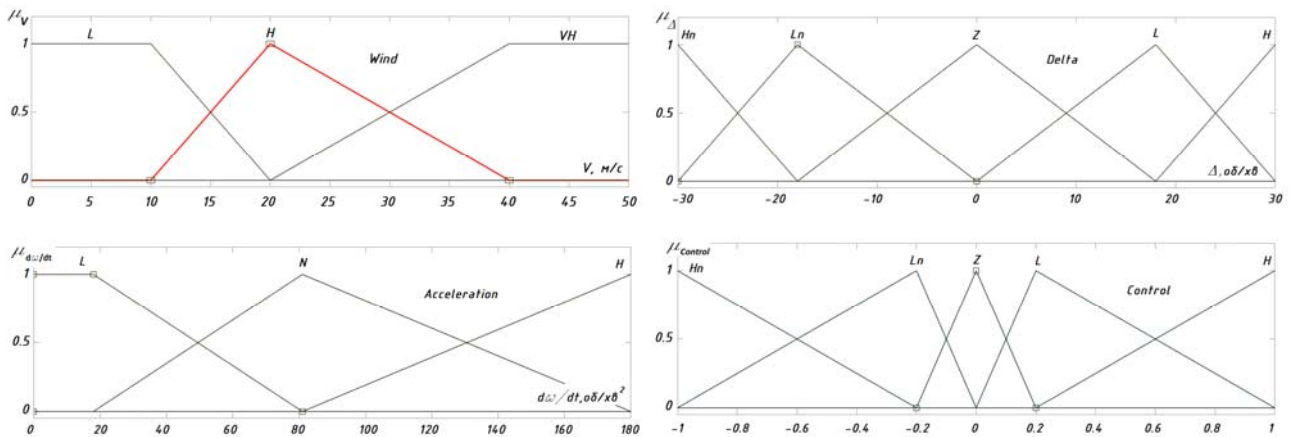 μV
1
L
H
VH
Wind
0.5
0
V, м/с
0 5 10 15 20 25 30 35 40 45 50
μΔ
1
Hn
Ln
Z
L
H
Delta
0.5
0
Δ,об/хв
-30 -20 -10 0 10 20 30
μdω/dt
L
N
H
1
Acceleration
0.5
0
dω/dt,об/хв²
0 20 40 60 81 100 120 140 160 180
μControl
1
Hn
Ln
Z
L
H
Control
0.5
0
-1 -0.8 -0.6 -0.4 -0.2 0 0.2 0.4 0.6 0.8 1